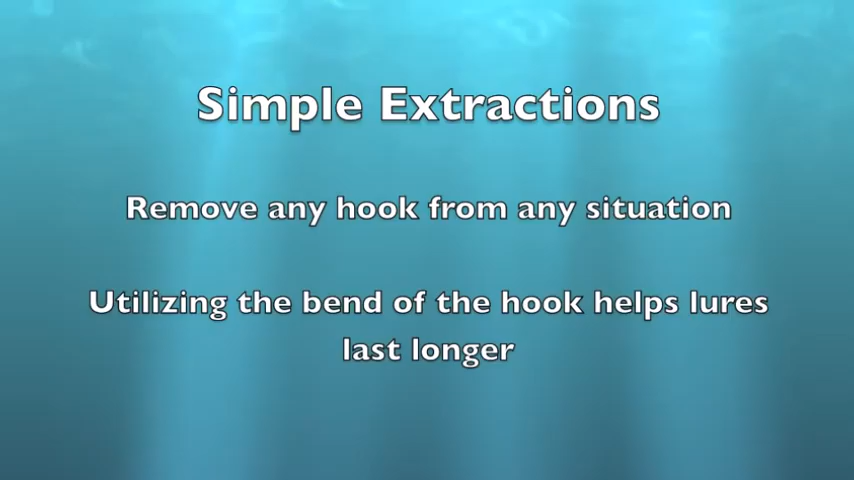 Simple Extractions
Remove any hook from any situation
Utilizing the bend of the hook helps lures
last longer